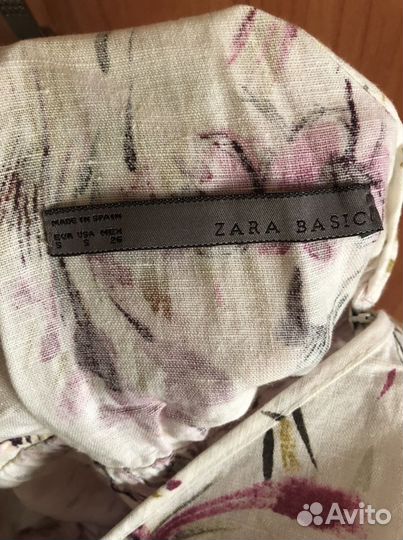 MADE IN SPAIN
EUR USA MEX
S S 26
ZARA BASIC
Avito